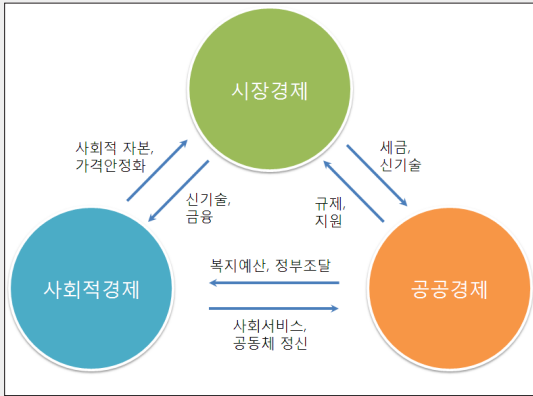 시장경제
사회적 자본,
가격안정화
세금,
신기술
신기술,
금융
규제,
지원
사회적경제
복지예산, 정부조달
공공경제
사회서비스,
공동체 정신